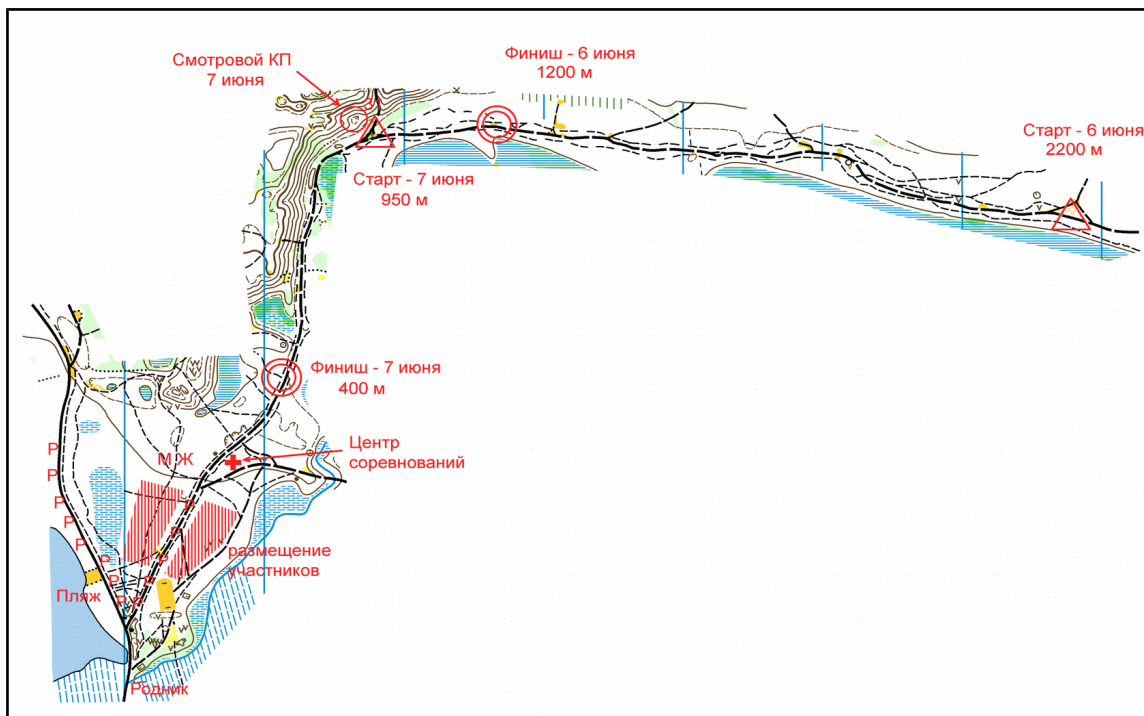 Финиш - 6 июня
1200 м
Смотровой КП
7 июня
Старт - 6 июня
2200 м
Старт - 7 июня
950 м
Финиш - 7 июня
400 м
Центр
соревнований
P
М Ж
P
P
P
P
P
P
P
P
P
P
P
P
P
размещение
участников
Пляж
Родник